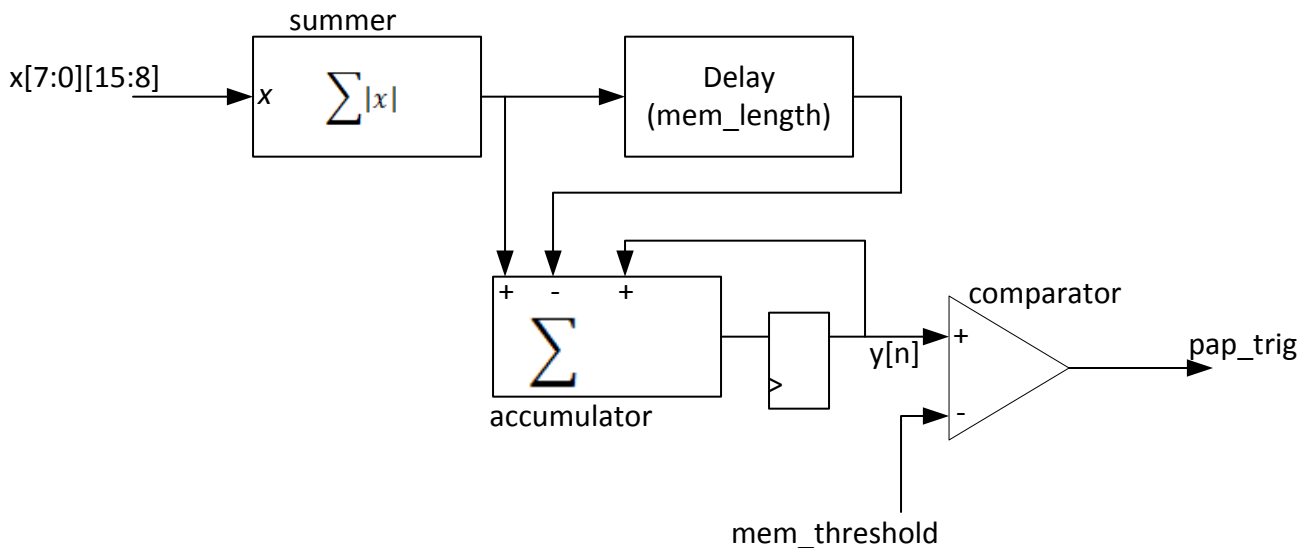 summer
x[7:0][15:8]
x
∑|x|
Delay
(mem_length)
+ - +
∑
accumulator
y[n]
comparator
+
-
pap_trig
mem_threshold